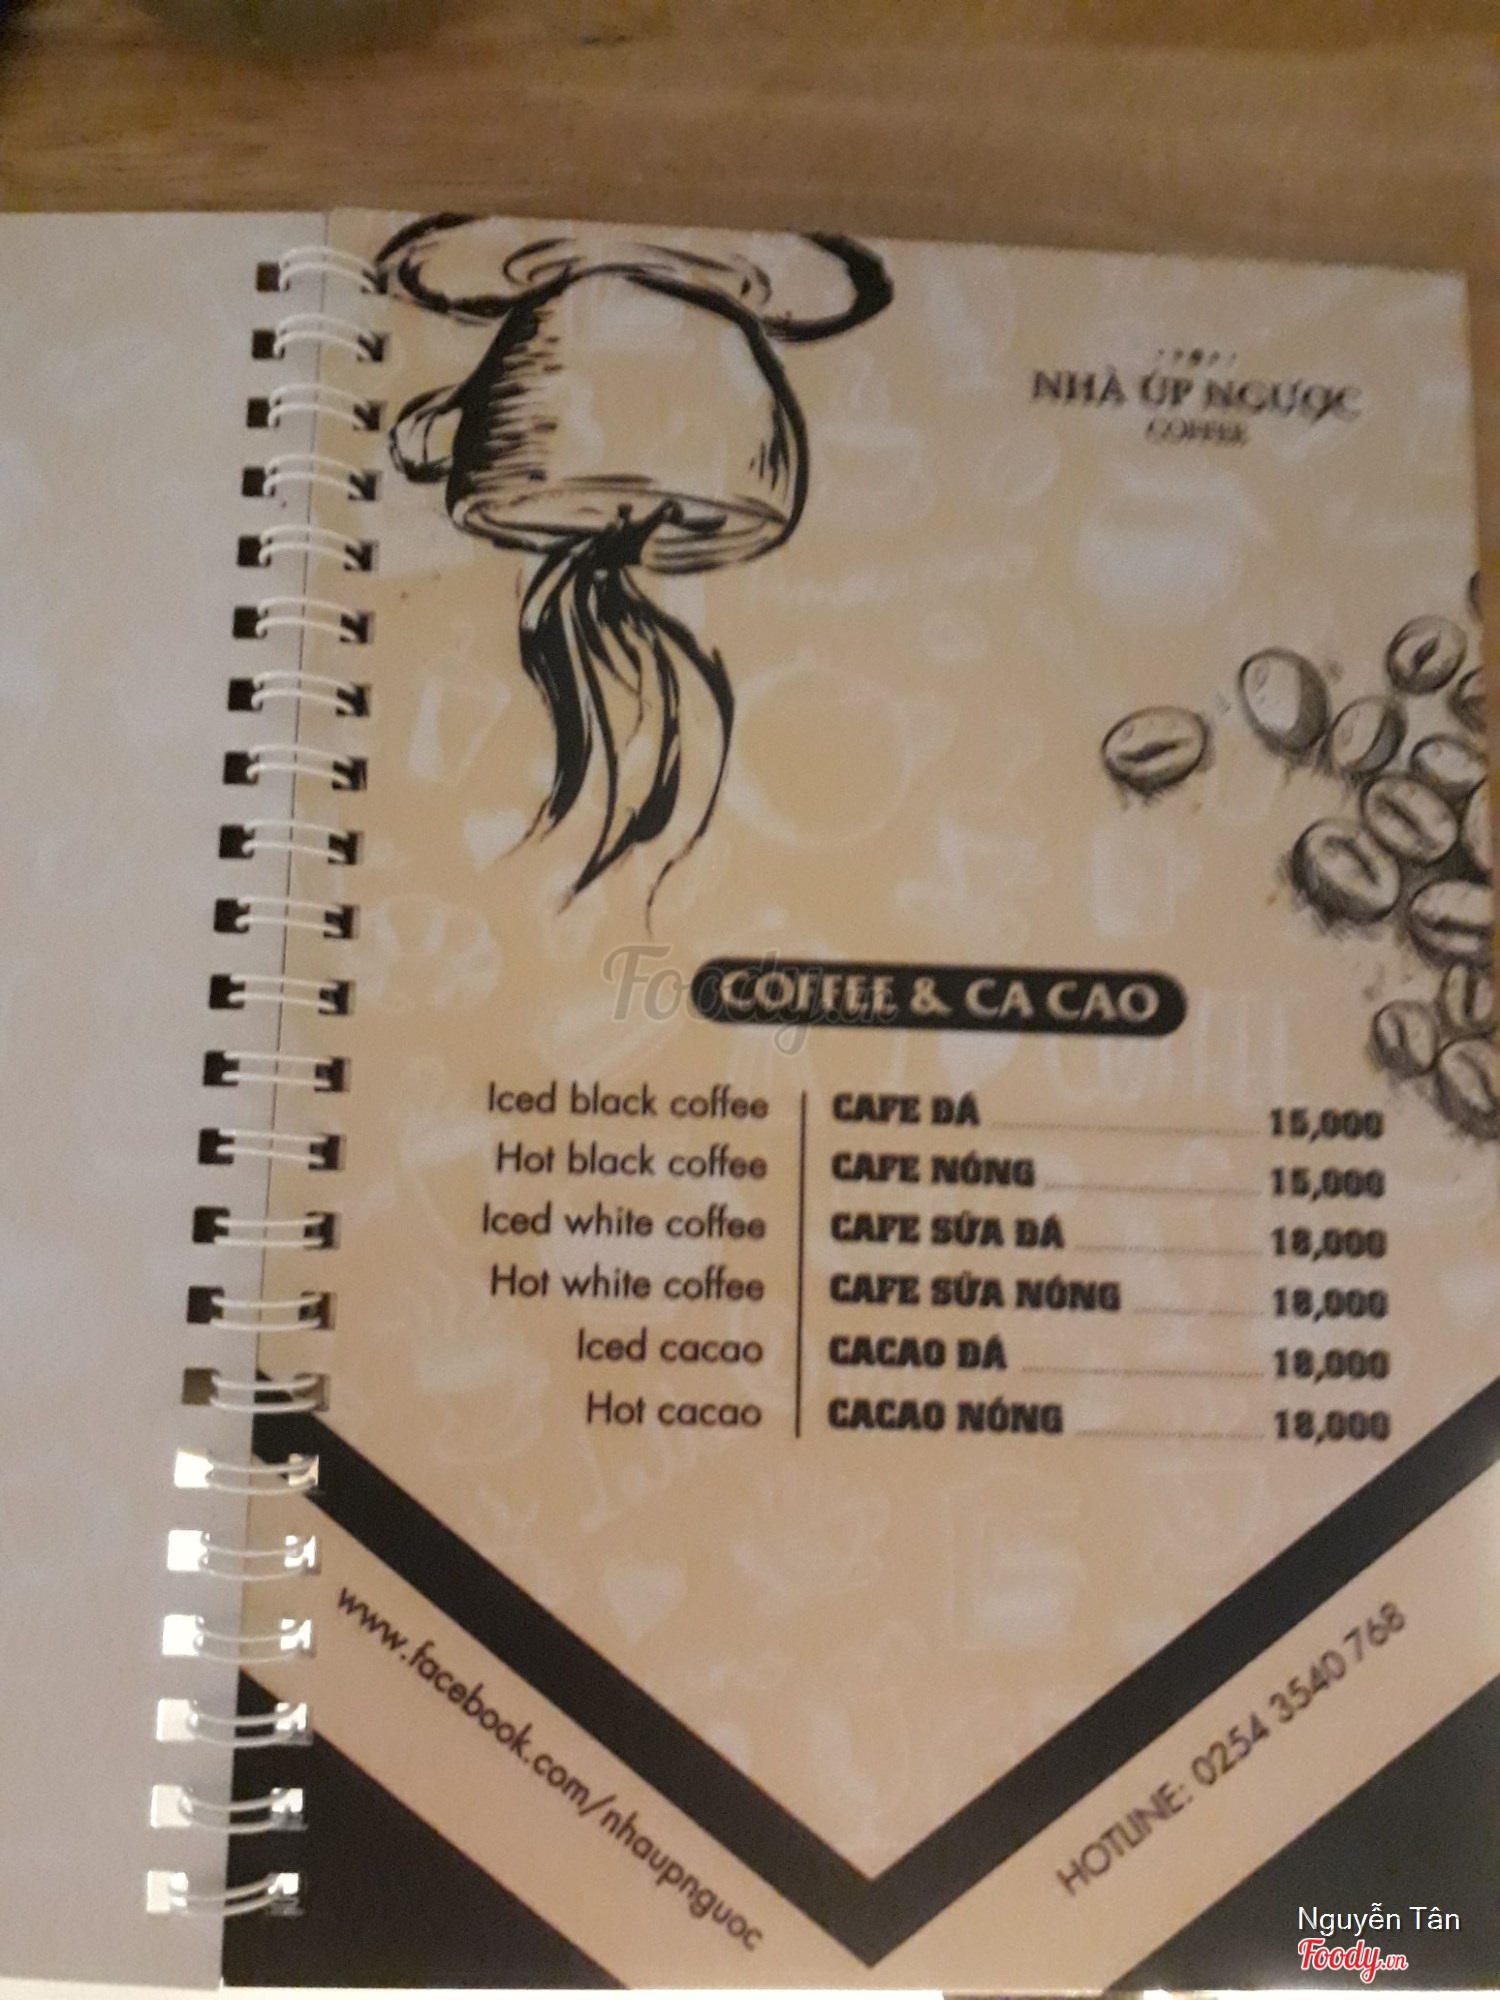 NHÀ ÚP NGƯỢC
COFFEE
Foody.vn
COFFEE & CA CAO
Iced black coffee CAFE ĐÁ 15,000
Hot black coffee CAFE NÓNG 15,000
Iced white coffee CAFE SỮA ĐÁ 18,000
Hot white coffee CAFE SỮA NÓNG 18,000
Iced cacao CACAO ĐÁ 18,000
Hot cacao CACAO NÓNG 18,000
www.facebook.com/nhaupnguoc
HOTLINE: 0254 3540 768
Nguyễn Tân
Foody.vn